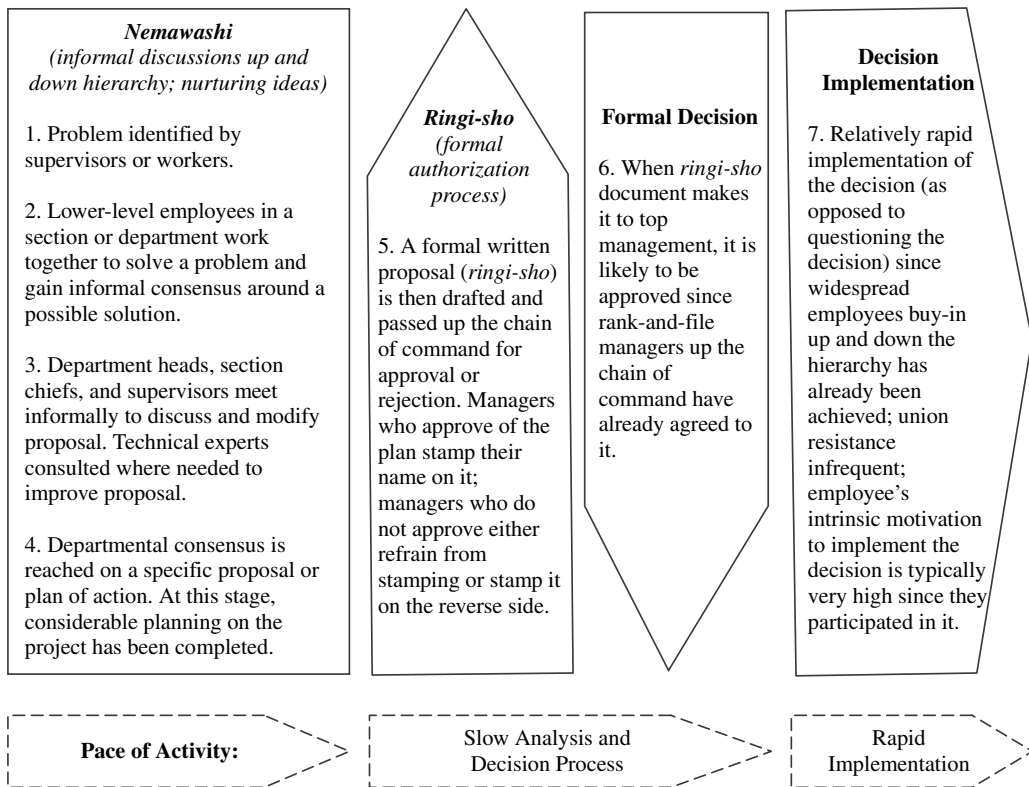 Nemawashi
(informal discussions up and
down hierarchy; nurturing ideas)
1. Problem identified by
supervisors or workers.
2. Lower-level employees in a
section or department work
together to solve a problem and
gain informal consensus around a
possible solution.
3. Department heads, section
chiefs, and supervisors meet
informally to discuss and modify
proposal. Technical experts
consulted where needed to
improve proposal.
4. Departmental consensus is
reached on a specific proposal or
plan of action. At this stage,
considerable planning on the
project has been completed.
Ringi-sho
(formal
authorization
process)
5. A formal written
proposal (ringi-sho)
is then drafted and
passed up the chain
of command for
approval or
rejection. Managers
who approve of the
plan stamp their
name on it;
managers who do
not approve either
refrain from
stamping or stamp it
on the reverse side.
Formal Decision
6. When ringi-sho
document makes
it to top
management, it is
likely to be
approved since
rank-and-file
managers up the
chain of
command have
already agreed to
it.
Decision
Implementation
7. Relatively rapid
implementation of
the decision (as
opposed to
questioning the
decision) since
widespread
employees buy-in
up and down the
hierarchy has
already been
achieved; union
resistance
infrequent;
employee's
intrinsic motivation
to implement the
decision is typically
very high since they
participated in it.
Pace of Activity:
Slow Analysis and
Decision Process
Rapid
Implementation